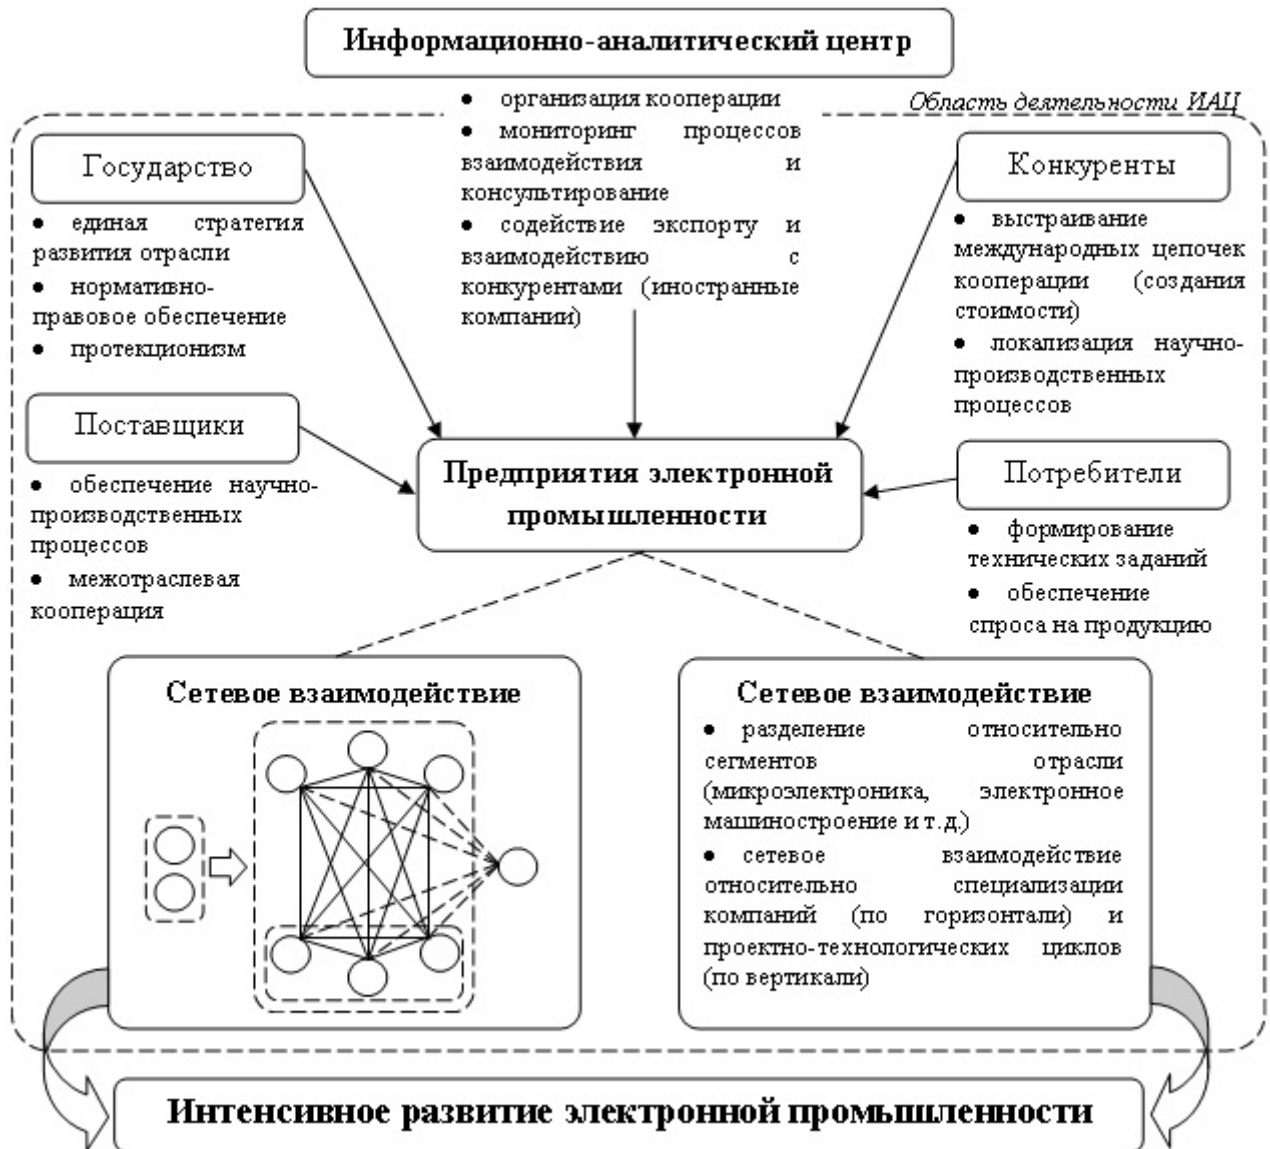 Информационно-аналитический центр
• организация кооперации
• мониторинг процессов
взаимодействия и
консультирование
• содействие экспорту и
взаимодействию с
конкурентами (иностранные
компании)
Область деятельности ИАЦ
Государство
• единая стратегия
развития отрасли
• нормативно-
правовое обеспечение
• протекционизм
Конкуренты
• выстраивание
международных цепочек
кооперации (создания
стоимости)
• локализация научно-
производственных
процессов
Поставщики
• обеспечение научно-
производственных
процессов
• межотраслевая
кооперация
Предприятия электронной
промышленности
Потребители
• формирование
технических заданий
• обеспечение
спроса на продукцию
Сетевое взаимодействие
Сетевое взаимодействие
• разделение относительно
сегментов отрасли
(микроэлектроника, электронное
машиностроение и т.д.)
• сетевое взаимодействие
относительно специализации
компаний (по горизонтали) и
проектно-технологических циклов
(по вертикали)
Интенсивное развитие электронной промышленности